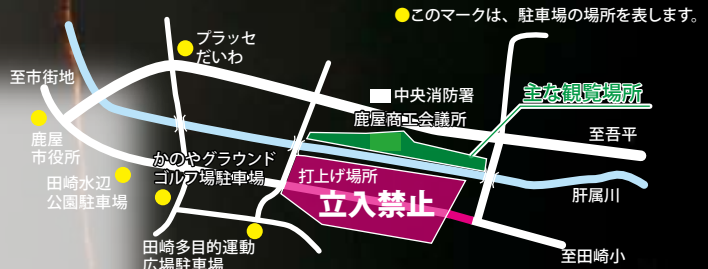 ●このマークは、駐車場の場所を表します。
プラッセ
だいわ
至市街地
中央消防署
主な観覧場所
鹿屋商工会議所
至吾平
鹿屋
市役所
かのやグラウンド
ゴルフ場駐車場
田崎水辺
公園駐車場
打上げ場所
立入禁止
肝属川
田崎多目的運動
広場駐車場
至田崎小